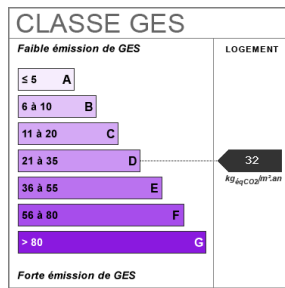 CLASSE GES
Faible émission de GES
LOGEMENT
≤ 5 A
6 à 10 B
11 à 20 C
21 à 35 D
32
kgéqCO2/m².an
36 à 55 E
56 à 80 F
> 80 G
Forte émission de GES